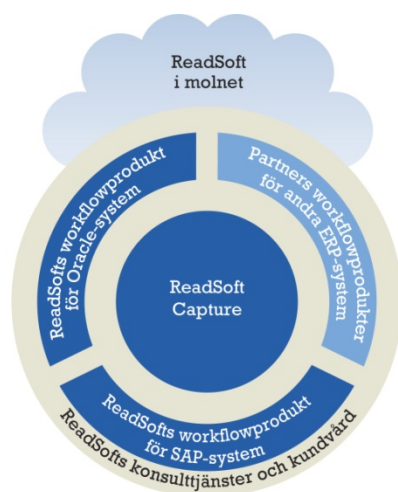 ReadSoft
i molnet
ReadSofts workflowprodukt
för Oracle-system
Partners workflowprodukter
för andra ERP-system
ReadSoft
Capture
ReadSofts workflowprodukt
för SAP-system
ReadSofts konsulttjänster och kundvård